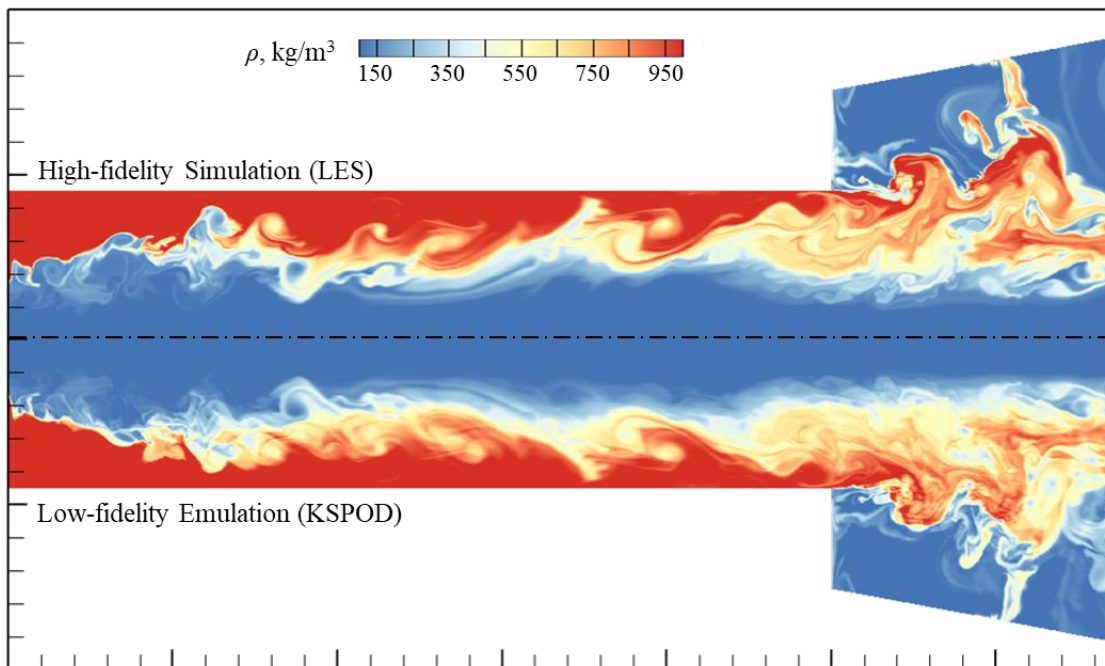 ρ, kg/m³
150 350 550 750 950
High-fidelity Simulation (LES)
Low-fidelity Emulation (KSPOD)